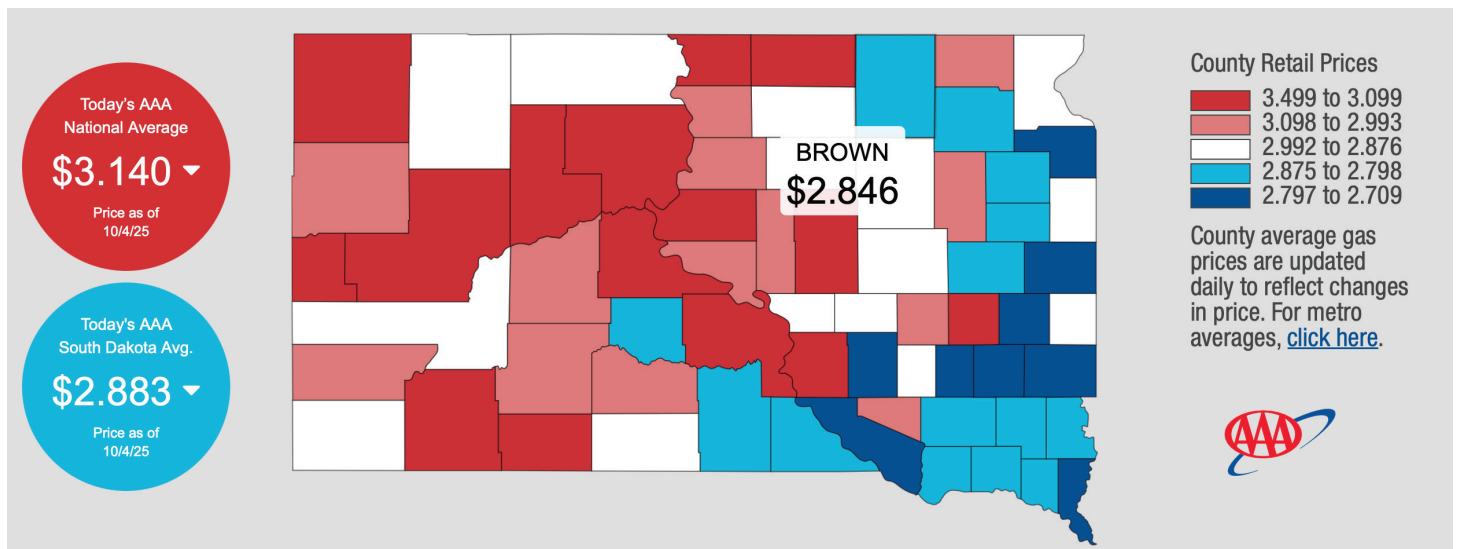 Today's AAA
National Average
$3.140
Price as of
10/4/25
Today's AAA
South Dakota Avg.
$2.883
Price as of
10/4/25
BROWN
$2.846
County Retail Prices
3.499 to 3.099
3.098 to 2.993
2.992 to 2.876
2.875 to 2.798
2.797 to 2.709
County average gas
prices are updated
daily to reflect changes
in price. For metro
averages, click here.
AAA